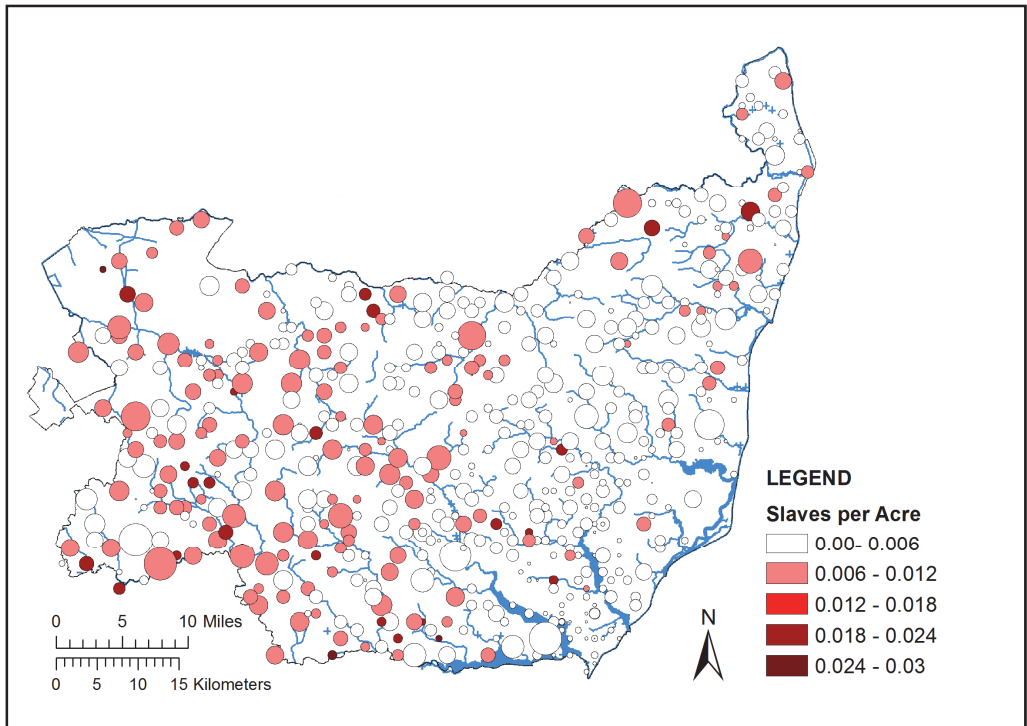 LEGEND
Slaves per Acre
0.00- 0.006
0.006 - 0.012
0.012 - 0.018
0.018 - 0.024
0.024 - 0.03
N
0 5 10 Miles
0 5 10 15 Kilometers